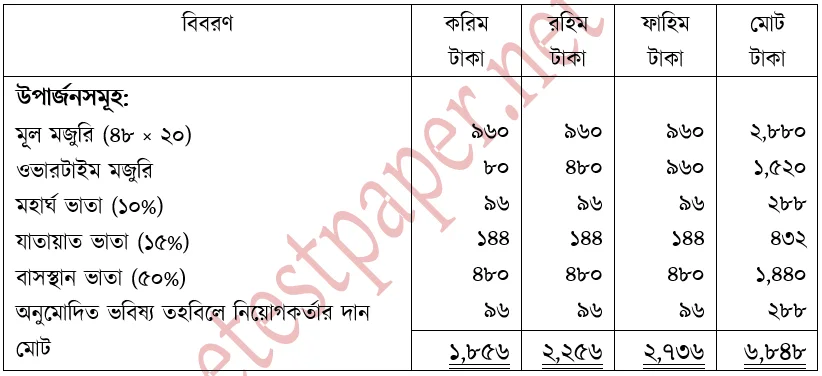 বিবরণ করিম রহিম ফাহিম মোট
টাকা টাকা টাকা টাকা
উপার্জনসমূহ:
মূল মজুরি (৪৮ × ২০) ৯৬০ ৯৬০ ৯৬০ ২,৮৮০
ওভারটাইম মজুরি ৮০ ৪৮০ ৯৬০ ১,৫২০
মহার্ঘ ভাতা (১০%) ৯৬ ৯৬ ৯৬ ২৮৮
যাতায়াত ভাতা (১৫%) ১৪৪ ১৪৪ ১৪৪ ৪৩২
বাসস্থান ভাতা (৫০%) ৪৮০ ৪৮০ ৪৮০ ১,৪৪০
অনুমোদিত ভবিষ্য তহবিলে নিয়োগকর্তার দান ৯৬ ৯৬ ৯৬ ২৮৮
মোট ১,৮৫৬ ২,২৫৬ ২,৭৩৬ ৬,৮৪৮
etestpaper.net